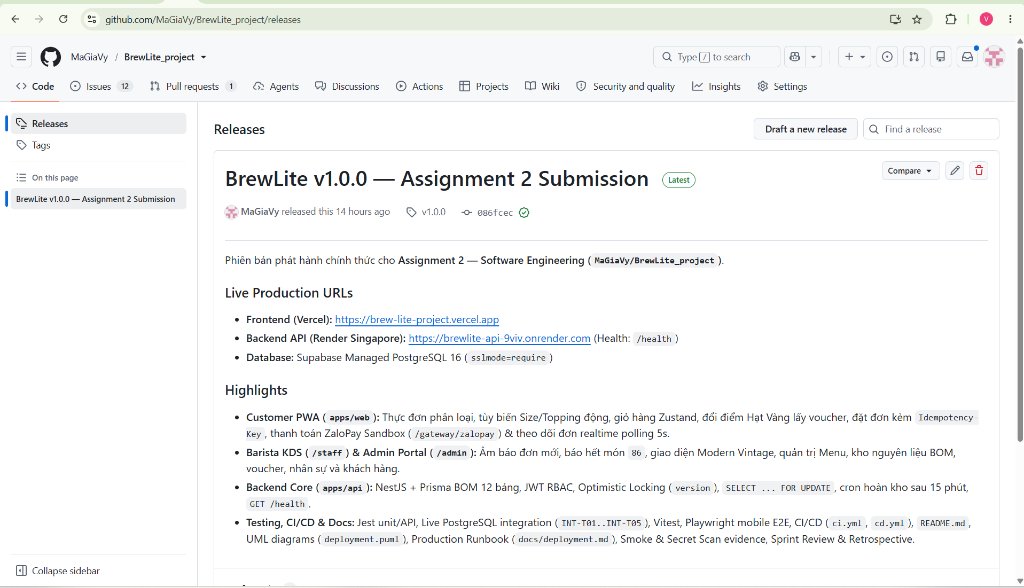 github.com/MaGiaVy/BrewLite_project/releases
V
MaGiaVy / BrewLite_project
Type / to search
Code
Issues 12
Pull requests 1
Agents
Discussions
Actions
Projects
Wiki
Security and quality
Insights
Settings
Releases
Tags
On this page
BrewLite v1.0.0 — Assignment 2 Submission
Collapse sidebar
Releases
Draft a new release
Find a release
BrewLite v1.0.0 — Assignment 2 Submission Latest
Compare
MaGiaVy released this 14 hours ago v1.0.0 086fcec
Phiên bản phát hành chính thức cho Assignment 2 — Software Engineering ( MaGiaVy/BrewLite_project ).
Live Production URLs
• Frontend (Vercel): https://brew-lite-project.vercel.app
• Backend API (Render Singapore): https://brewlite-api-9viv.onrender.com (Health: /health )
• Database: Supabase Managed PostgreSQL 16 ( sslmode=require )
Highlights
• Customer PWA ( apps/web ): Thực đơn phân loại, tùy biến Size/Topping động, giỏ hàng Zustand, đổi điểm Hạt Vàng lấy voucher, đặt đơn kèm Idempotency-
Key , thanh toán ZaloPay Sandbox ( /gateway/zalopay ) & theo dõi đơn realtime polling 5s.
• Barista KDS ( /staff ) & Admin Portal ( /admin ): Âm báo đơn mới, báo hết món 86 , giao diện Modern Vintage, quản trị Menu, kho nguyên liệu BOM,
voucher, nhân sự và khách hàng.
• Backend Core ( apps/api ): NestJS + Prisma BOM 12 bảng, JWT RBAC, Optimistic Locking ( version ), SELECT ... FOR UPDATE , cron hoàn kho sau 15 phút,
GET /health .
• Testing, CI/CD & Docs: Jest unit/API, Live PostgreSQL integration ( INT-T01..INT-T05 ), Vitest, Playwright mobile E2E, CI/CD ( ci.yml , cd.yml ), README.md ,
UML diagrams ( deployment.puml ), Production Runbook ( docs/deployment.md ), Smoke & Secret Scan evidence, Sprint Review & Retrospective.